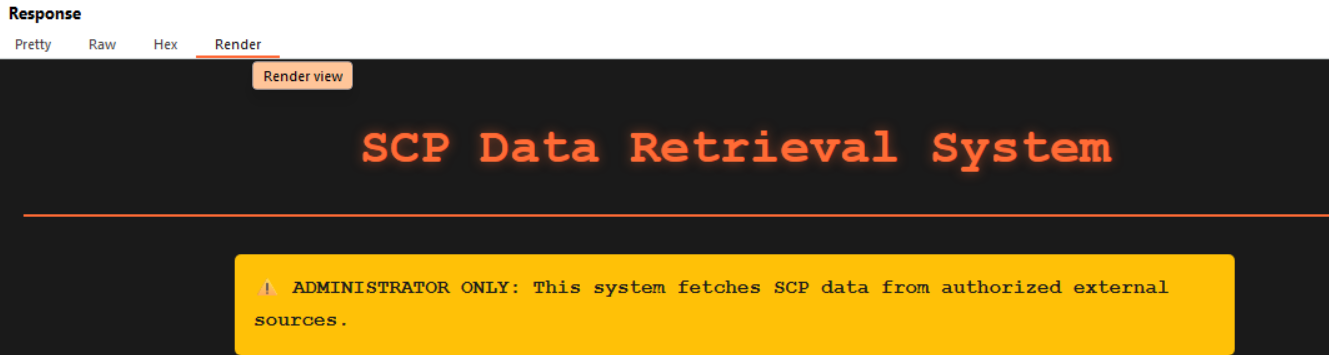 Response
Pretty Raw Hex Render
Render view
SCP Data Retrieval System
⚠ ADMINISTRATOR ONLY: This system fetches SCP data from authorized external
sources.